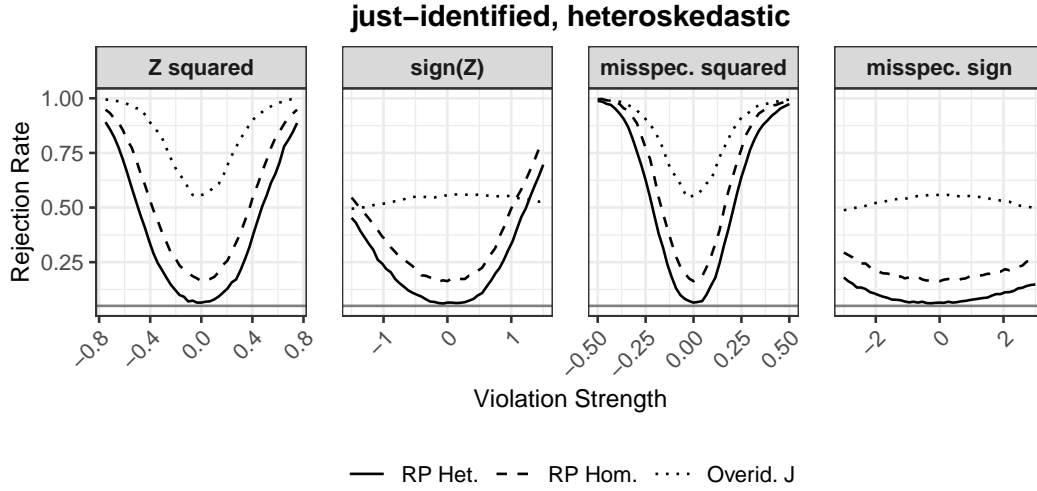 just−identified, heteroskedastic
Z squared
sign(Z)
misspec. squared
misspec. sign
Rejection Rate
1.00
0.75
0.50
0.25
−0.8
−0.4
0.0
0.4
0.8
−1
0
1
−0.50
−0.25
0.00
0.25
0.50
−2
0
2
Violation Strength
RP Het. RP Hom. Overid. J